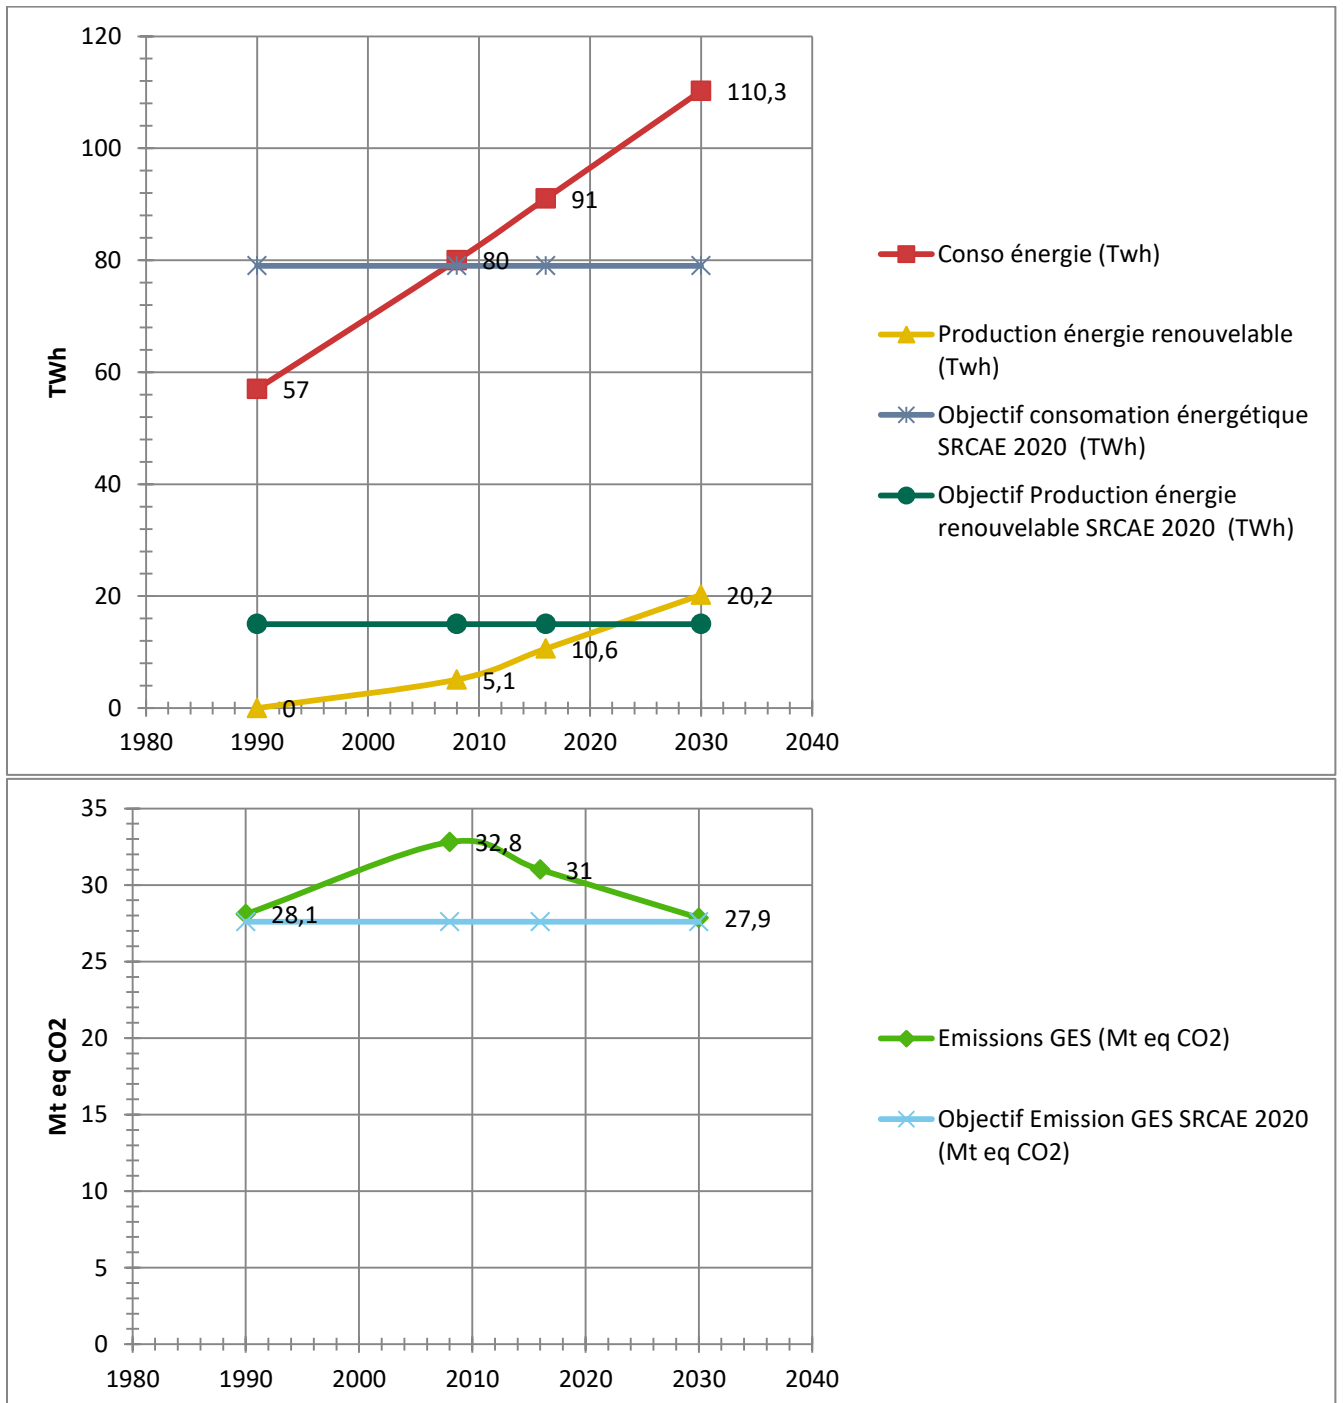 120
100
80
60
40
20
0
TWh
1980 1990 2000 2010 2020 2030 2040
57
80
91
110,3
0
5,1
10,6
20,2
Conso énergie (Twh)
Production énergie renouvelable
(Twh)
Objectif consomation énergétique
SRCAE 2020 (TWh)
Objectif Production énergie
renouvelable SRCAE 2020 (TWh)
35
30
25
20
15
10
5
0
Mt eq CO2
1980 1990 2000 2010 2020 2030 2040
28,1
32,8
31
27,9
Emissions GES (Mt eq CO2)
Objectif Emission GES SRCAE 2020
(Mt eq CO2)